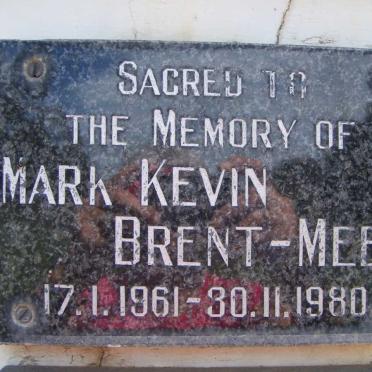 SACRED TO
THE MEMORY OF
MARK KEVIN
BRENT-MEE
17.1.1961-30.11.1980